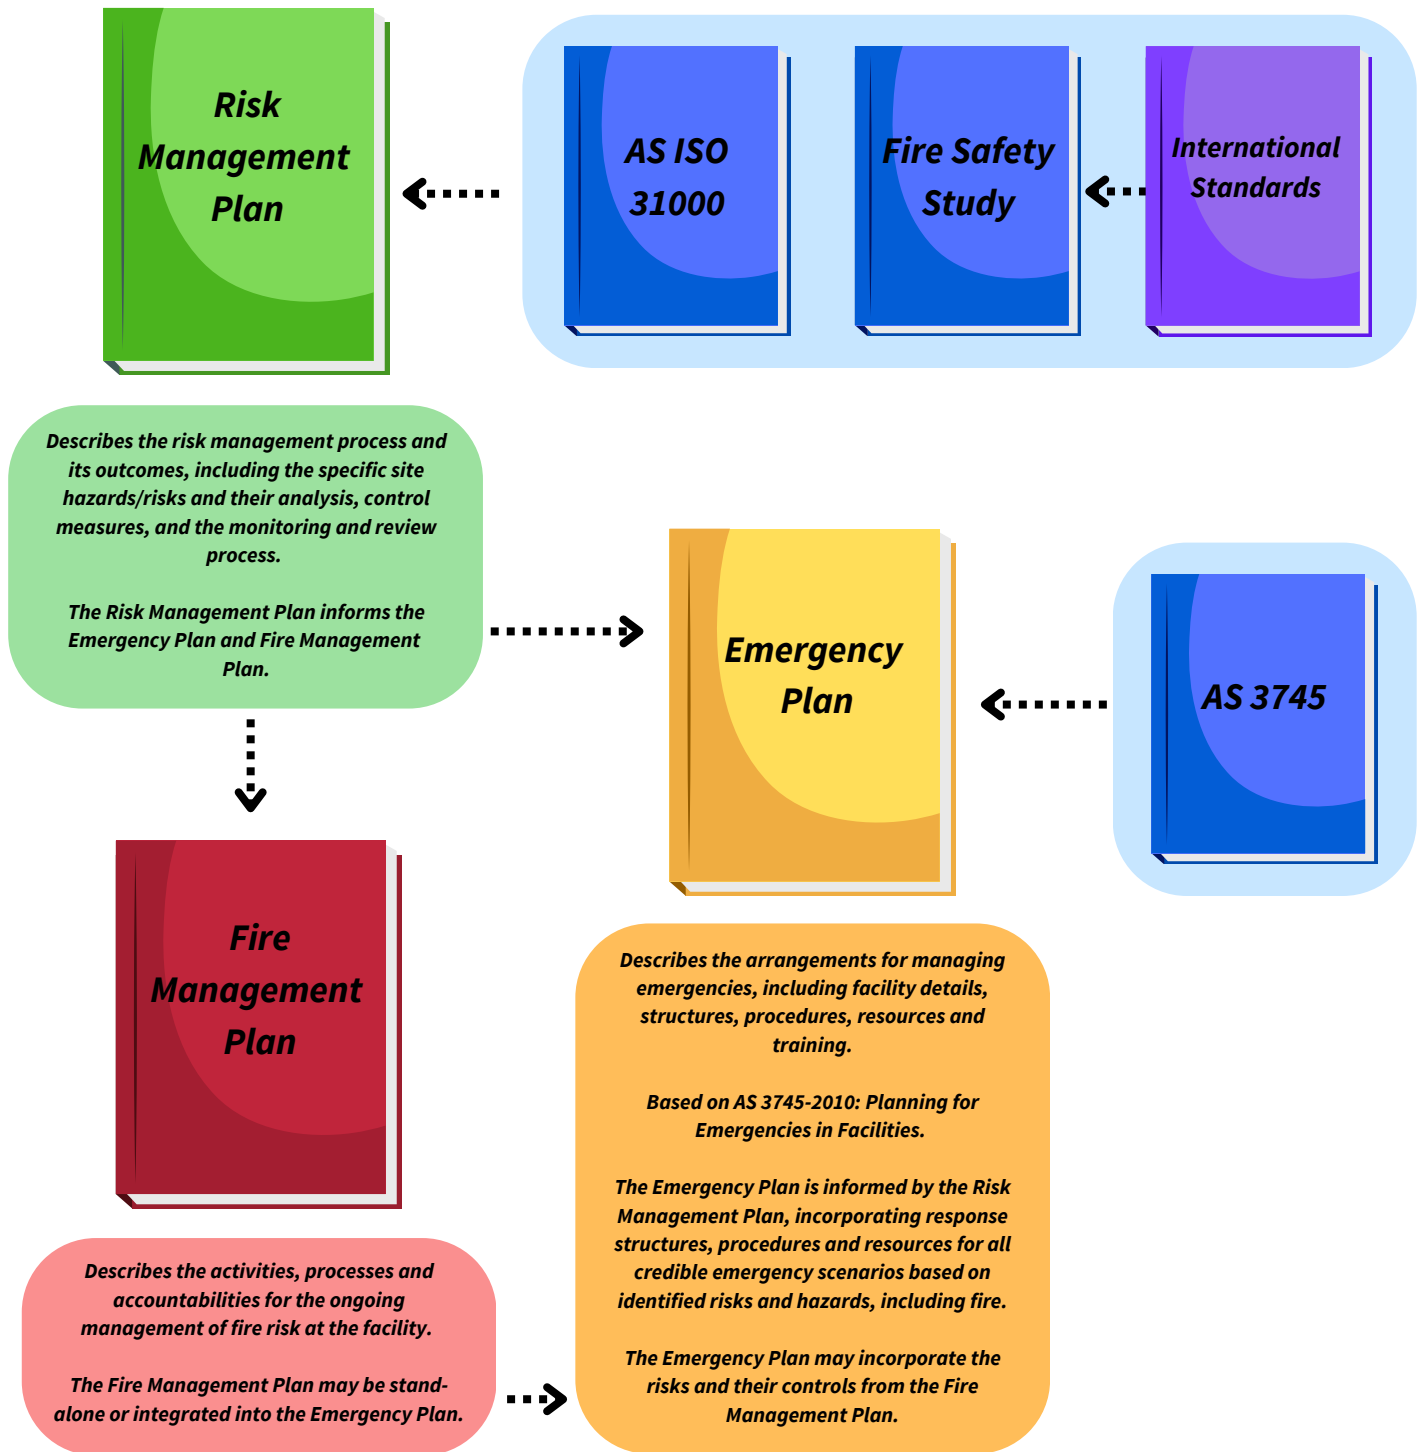 Risk
Management
Plan
AS ISO
31000
Fire Safety
Study
International
Standards
Describes the risk management process and
its outcomes, including the specific site
hazards/risks and their analysis, control
measures, and the monitoring and review
process.
The Risk Management Plan informs the
Emergency Plan and Fire Management
Plan.
Emergency
Plan
AS 3745
Fire
Management
Plan
Describes the arrangements for managing
emergencies, including facility details,
structures, procedures, resources and
training.
Based on AS 3745-2010: Planning for
Emergencies in Facilities.
The Emergency Plan is informed by the Risk
Management Plan, incorporating response
structures, procedures and resources for all
credible emergency scenarios based on
identified risks and hazards, including fire.
The Emergency Plan may incorporate the
risks and their controls from the Fire
Management Plan.
Describes the activities, processes and
accountabilities for the ongoing
management of fire risk at the facility.
The Fire Management Plan may be stand-
alone or integrated into the Emergency Plan.